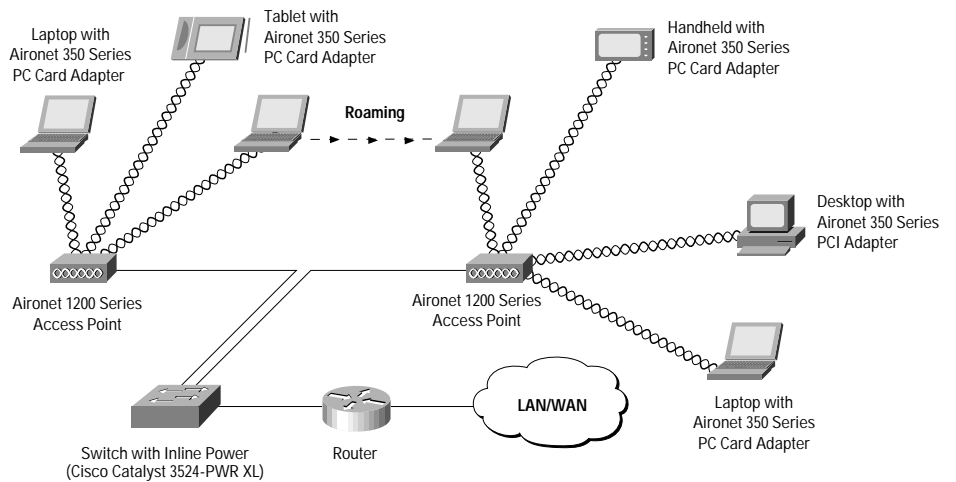 Laptop with
Aironet 350 Series
PC Card Adapter
Tablet with
Aironet 350 Series
PC Card Adapter
Handheld with
Aironet 350 Series
PC Card Adapter
Roaming
Desktop with
Aironet 350 Series
PCI Adapter
Aironet 1200 Series
Access Point
Aironet 1200 Series
Access Point
LAN/WAN
Laptop with
Aironet 350 Series
PC Card Adapter
Switch with Inline Power
(Cisco Catalyst 3524-PWR XL)
Router